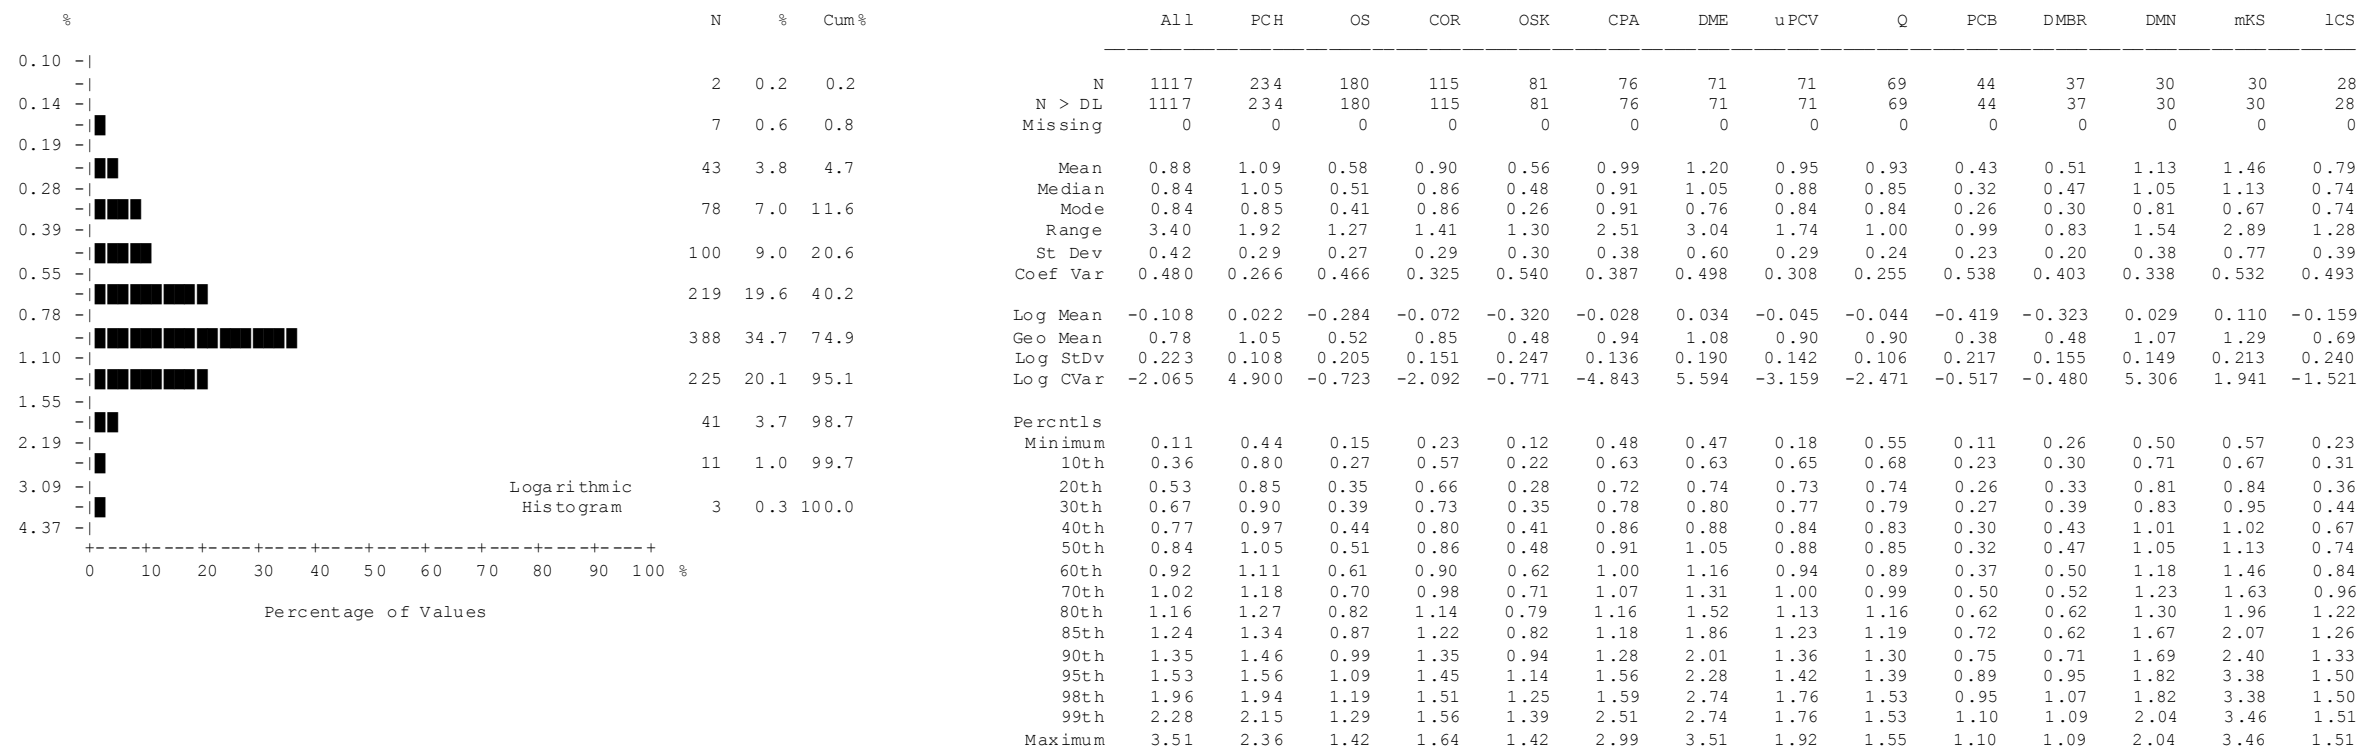 % N % Cum% All PCH OS COR OSK CPA DME uPCV Q PCB DMBR DMN mKS lCS
0.10 -|
-| 2 0.2 0.2 N 1117 234 180 115 81 76 71 71 69 44 37 30 30 28
0.14 -| N > DL 1117 234 180 115 81 76 71 71 69 44 37 30 30 28
-| 7 0.6 0.8 Missing 0 0 0 0 0 0 0 0 0 0 0 0 0 0
0.19 -|
-| 43 3.8 4.7 Mean 0.88 1.09 0.58 0.90 0.56 0.99 1.20 0.95 0.93 0.43 0.51 1.13 1.46 0.79
0.28 -| Median 0.84 1.05 0.51 0.86 0.48 0.91 1.05 0.88 0.85 0.32 0.47 1.05 1.13 0.74
-| 78 7.0 11.6 Mode 0.84 0.85 0.41 0.86 0.26 0.91 0.76 0.84 0.84 0.26 0.30 0.81 0.67 0.74
0.39 -| Range 3.40 1.92 1.27 1.41 1.30 2.51 3.04 1.74 1.00 0.99 0.83 1.54 2.89 1.28
-| 100 9.0 20.6 St Dev 0.42 0.29 0.27 0.29 0.30 0.38 0.60 0.29 0.24 0.23 0.20 0.38 0.77 0.39
0.55 -| Coef Var 0.480 0.266 0.466 0.325 0.540 0.387 0.498 0.308 0.255 0.538 0.403 0.338 0.532 0.493
-| 219 19.6 40.2
0.78 -| Log Mean -0.108 0.022 -0.284 -0.072 -0.320 -0.028 0.034 -0.045 -0.044 -0.419 -0.323 0.029 0.110 -0.159
-| 388 34.7 74.9 Geo Mean 0.78 1.05 0.52 0.85 0.48 0.94 1.08 0.90 0.90 0.38 0.48 1.07 1.29 0.69
1.10 -| Log StDv 0.223 0.108 0.205 0.151 0.247 0.136 0.190 0.142 0.106 0.217 0.155 0.149 0.213 0.240
-| 225 20.1 95.1 Log CVar -2.065 4.900 -0.723 -2.092 -0.771 -4.843 5.594 -3.159 -2.471 -0.517 -0.480 5.306 1.941 -1.521
1.55 -|
-| 41 3.7 98.7 Percntls
2.19 -| Minimum 0.11 0.44 0.15 0.23 0.12 0.48 0.47 0.18 0.55 0.11 0.26 0.50 0.57 0.23
-| 11 1.0 99.7 10th 0.36 0.80 0.27 0.57 0.22 0.63 0.63 0.65 0.68 0.23 0.30 0.71 0.67 0.31
3.09 -| Logarithmic 20th 0.53 0.85 0.35 0.66 0.28 0.72 0.74 0.73 0.74 0.26 0.33 0.81 0.84 0.36
-| Histogram 3 0.3 100.0 30th 0.67 0.90 0.39 0.73 0.35 0.78 0.80 0.77 0.79 0.27 0.39 0.83 0.95 0.44
4.37 -| 40th 0.77 0.97 0.44 0.80 0.41 0.86 0.88 0.84 0.83 0.30 0.43 1.01 1.02 0.67
+----+----+----+----+----+----+----+----+----+----+ 50th 0.84 1.05 0.51 0.86 0.48 0.91 1.05 0.88 0.85 0.32 0.47 1.05 1.13 0.74
0 10 20 30 40 50 60 70 80 90 100 % 60th 0.92 1.11 0.61 0.90 0.62 1.00 1.16 0.94 0.89 0.37 0.50 1.18 1.46 0.84
70th 1.02 1.18 0.70 0.98 0.71 1.07 1.31 1.00 0.99 0.50 0.52 1.23 1.63 0.96
Percentage of Values 80th 1.16 1.27 0.82 1.14 0.79 1.16 1.52 1.13 1.16 0.62 0.62 1.30 1.96 1.22
85th 1.24 1.34 0.87 1.22 0.82 1.18 1.86 1.23 1.19 0.72 0.62 1.67 2.07 1.26
90th 1.35 1.46 0.99 1.35 0.94 1.28 2.01 1.36 1.30 0.75 0.71 1.69 2.40 1.33
95th 1.53 1.56 1.09 1.45 1.14 1.56 2.28 1.42 1.39 0.89 0.95 1.82 3.38 1.50
98th 1.96 1.94 1.19 1.51 1.25 1.59 2.74 1.76 1.53 0.95 1.07 1.82 3.38 1.50
99th 2.28 2.15 1.29 1.56 1.39 2.51 2.74 1.76 1.53 1.10 1.09 2.04 3.46 1.51
Maximum 3.51 2.36 1.42 1.64 1.42 2.99 3.51 1.92 1.55 1.10 1.09 2.04 3.46 1.51